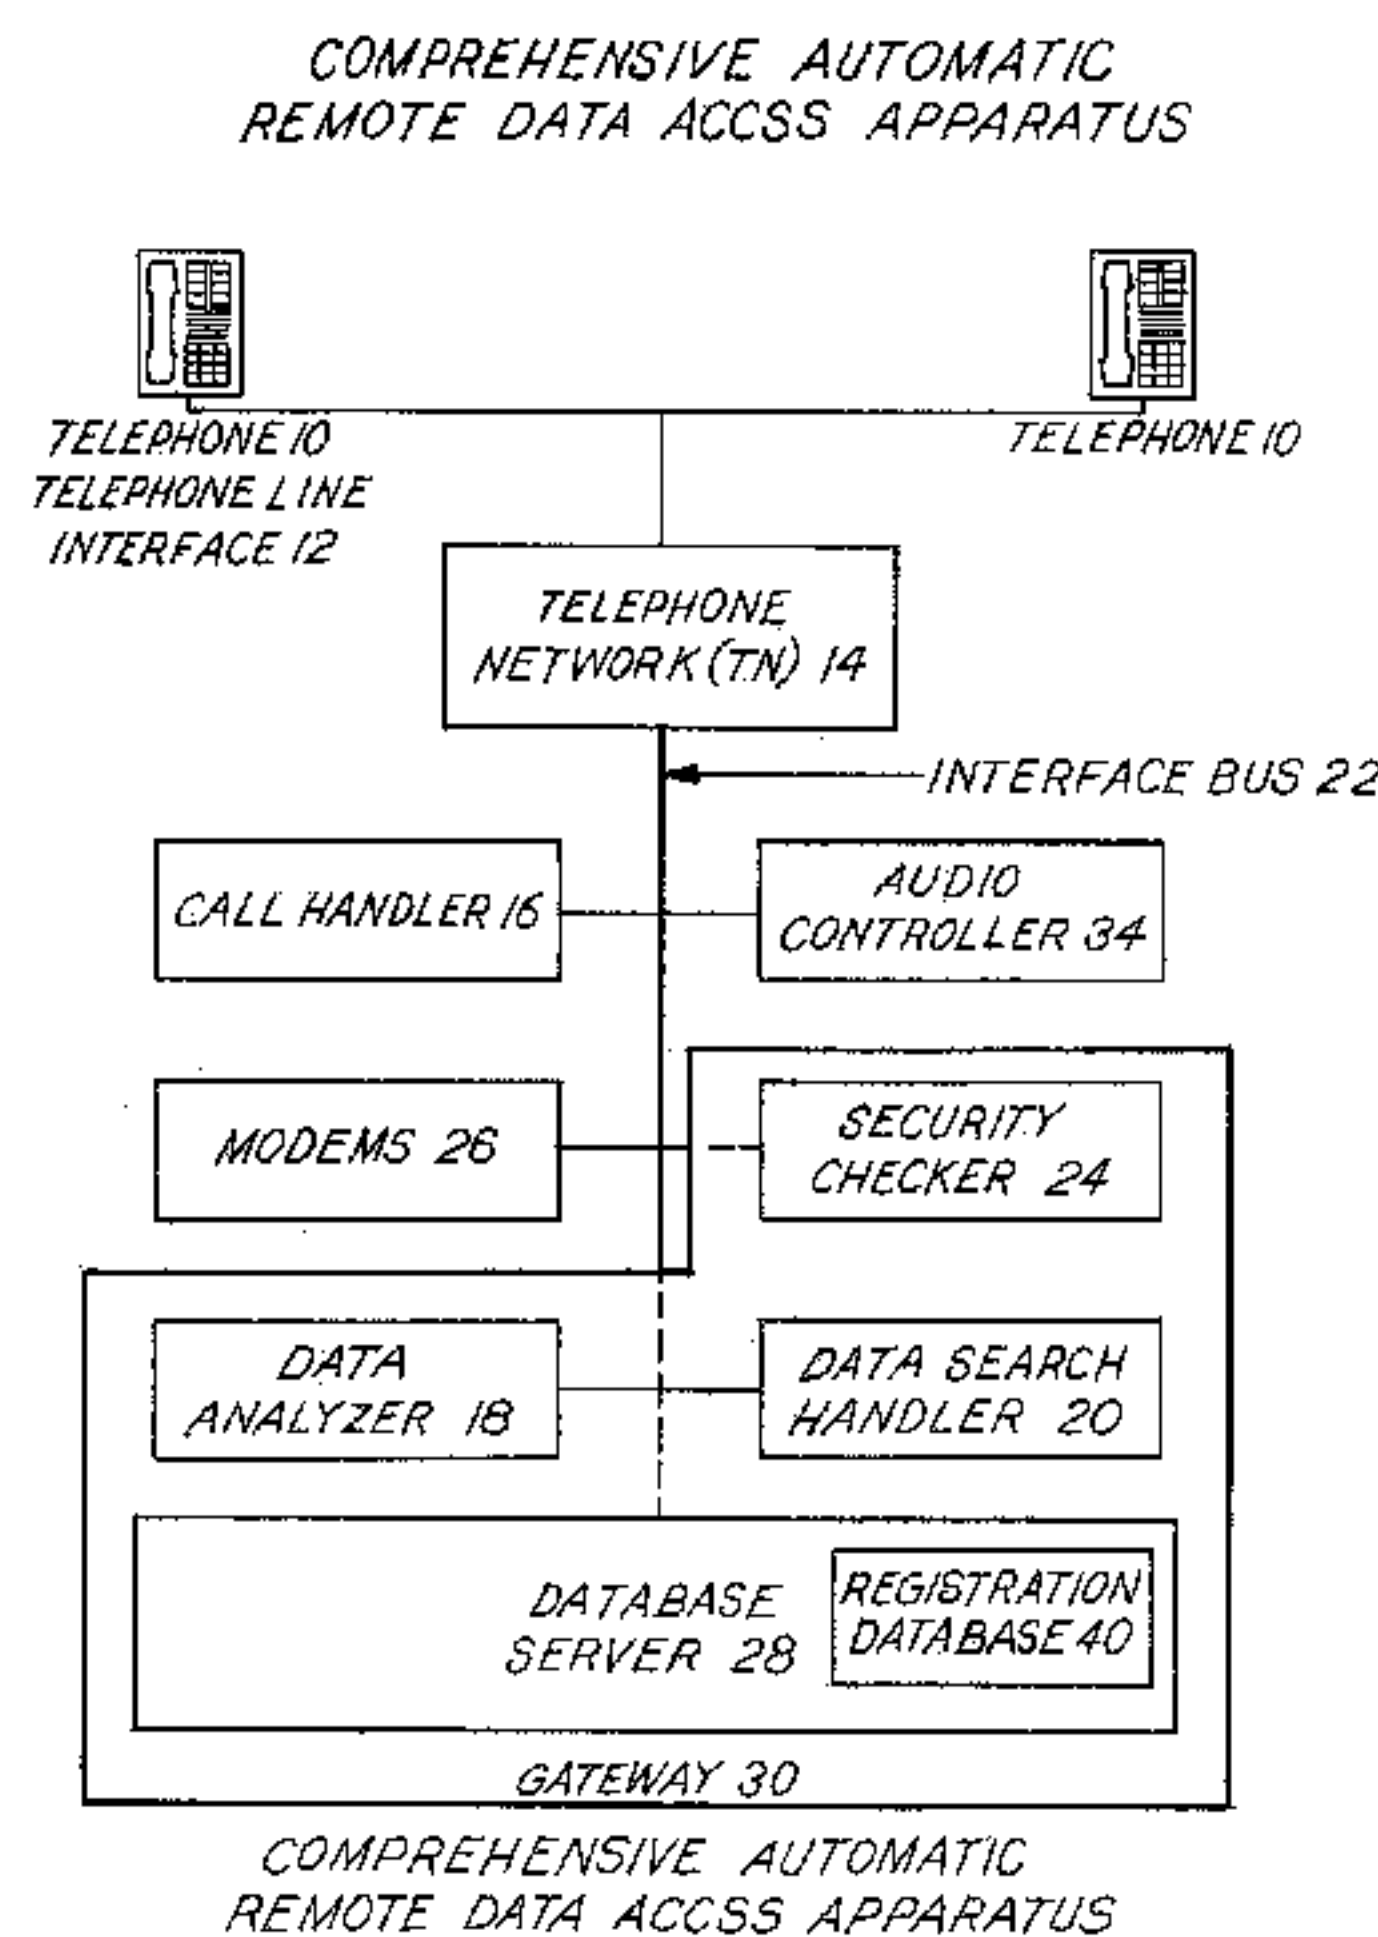 COMPREHENSIVE AUTOMATIC
REMOTE DATA ACCSS APPARATUS
TELEPHONE 10
TELEPHONE LINE
INTERFACE 12
TELEPHONE 10
TELEPHONE
NETWORK (TN) 14
INTERFACE BUS 22
CALL HANDLER 16
AUDIO
CONTROLLER 34
MODEMS 26
SECURITY
CHECKER 24
DATA
ANALYZER 18
DATA SEARCH
HANDLER 20
DATABASE
SERVER 28
REGISTRATION
DATABASE 40
GATEWAY 30
COMPREHENSIVE AUTOMATIC
REMOTE DATA ACCSS APPARATUS